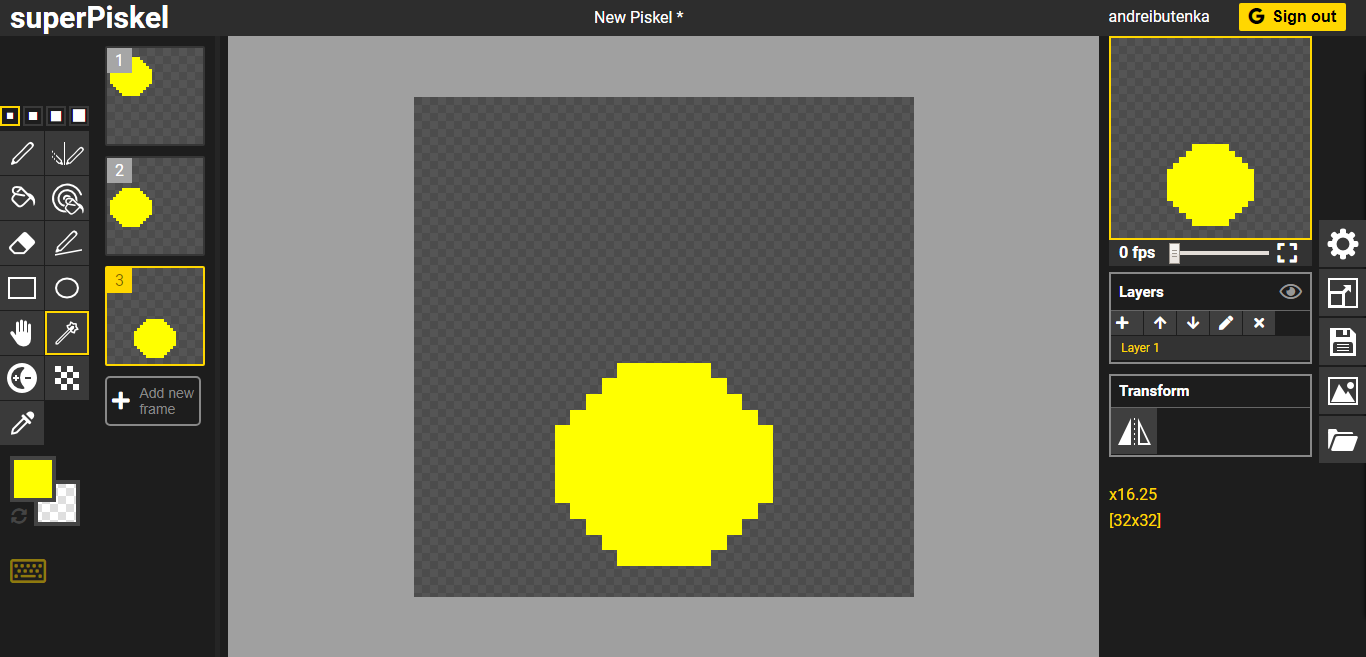 superPiskel
New Piskel *
andreibutenka
Sign out
1
2
3
Add new
frame
0 fps
Layers
Layer 1
Transform
x16.25
[32x32]